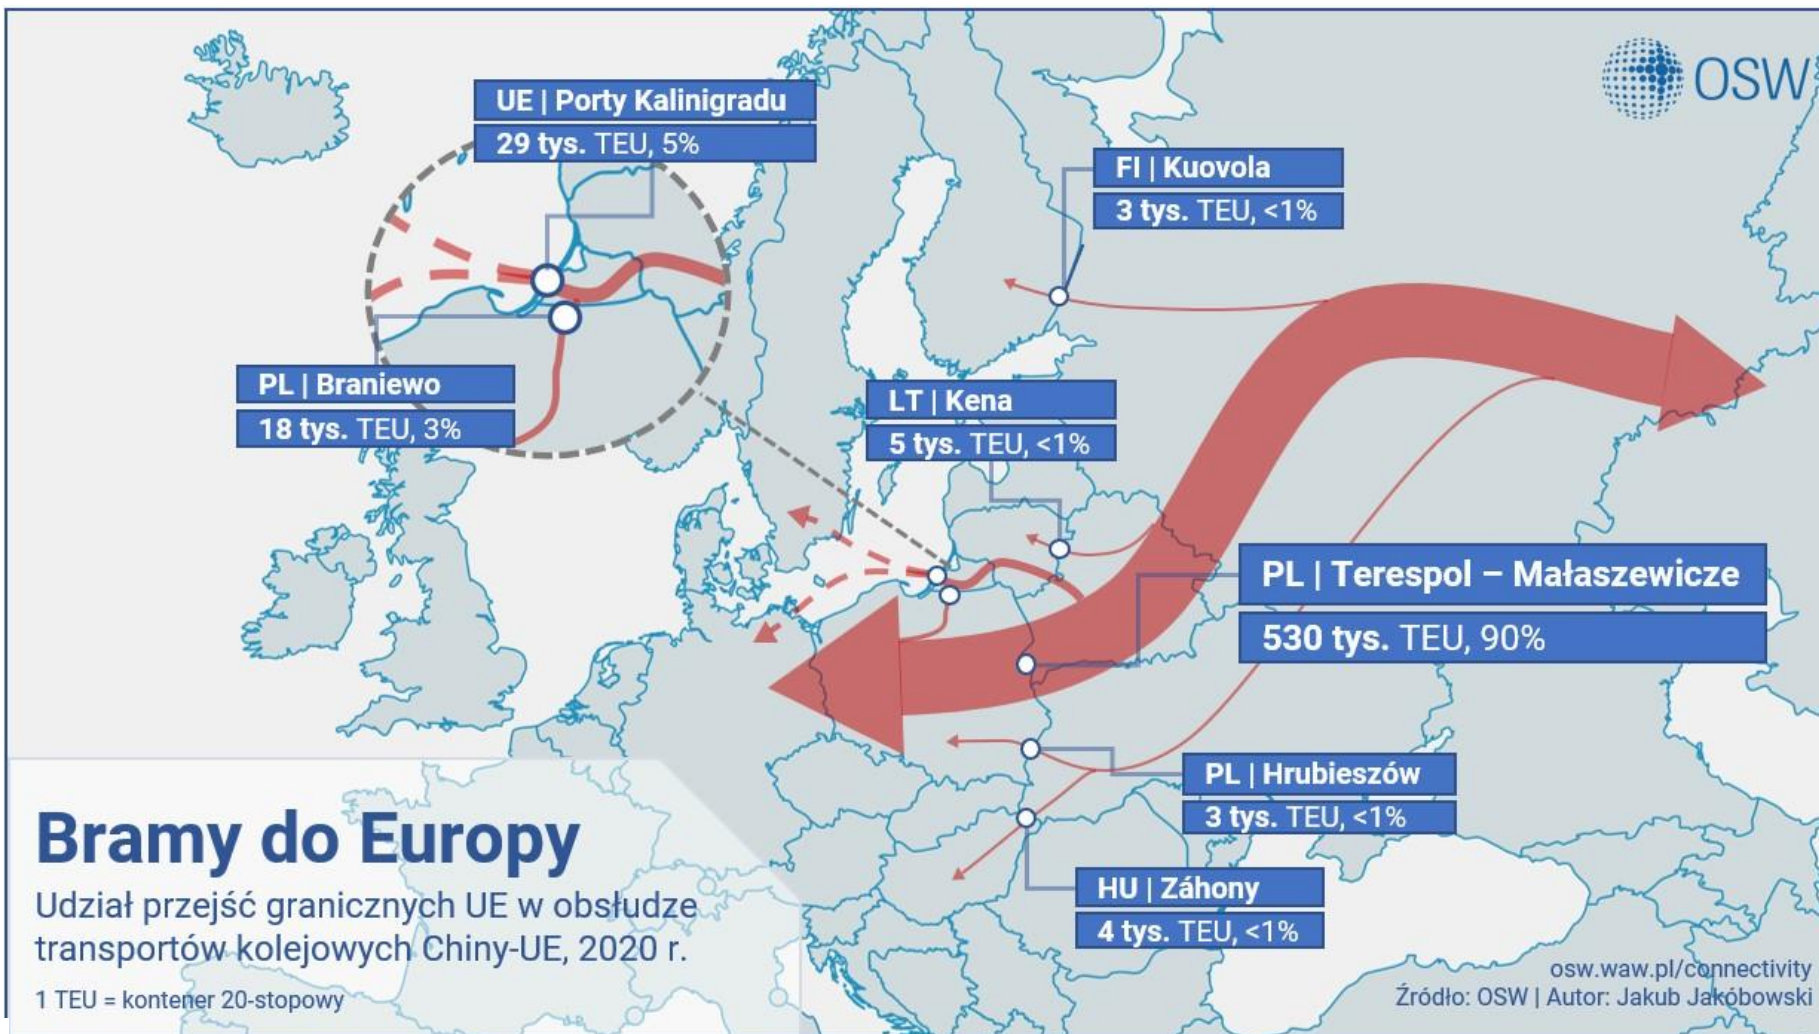 OSW
UE | Porty Kalinigradu
29 tys. TEU, 5%
FI | Kuovola
3 tys. TEU, <1%
PL | Braniewo
18 tys. TEU, 3%
LT | Kena
5 tys. TEU, <1%
PL | Terespol – Małaszewicze
530 tys. TEU, 90%
PL | Hrubieszów
3 tys. TEU, <1%
HU | Záhony
4 tys. TEU, <1%
Bramy do Europy
Udział przejść granicznych UE w obsłudze
transportów kolejowych Chiny-UE, 2020 r.
1 TEU = kontener 20-stopowy
osw.waw.pl/connectivity
Źródło: OSW | Autor: Jakub Jakóbowski